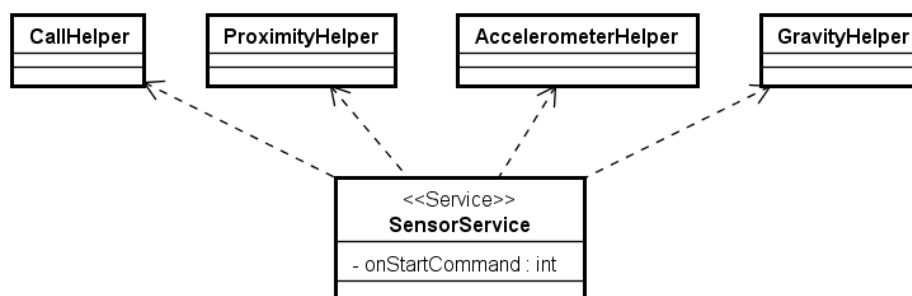 CallHelper
ProximityHelper
AccelerometerHelper
GravityHelper
<<Service>>
SensorService
- onStartCommand : int